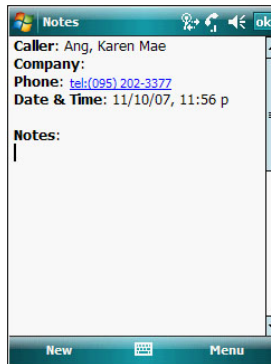 Notes
ok
Caller: Ang, Karen Mae
Company:
Phone: tel:(095) 202-3377
Date & Time: 11/10/07, 11:56 p
Notes:
New
Menu